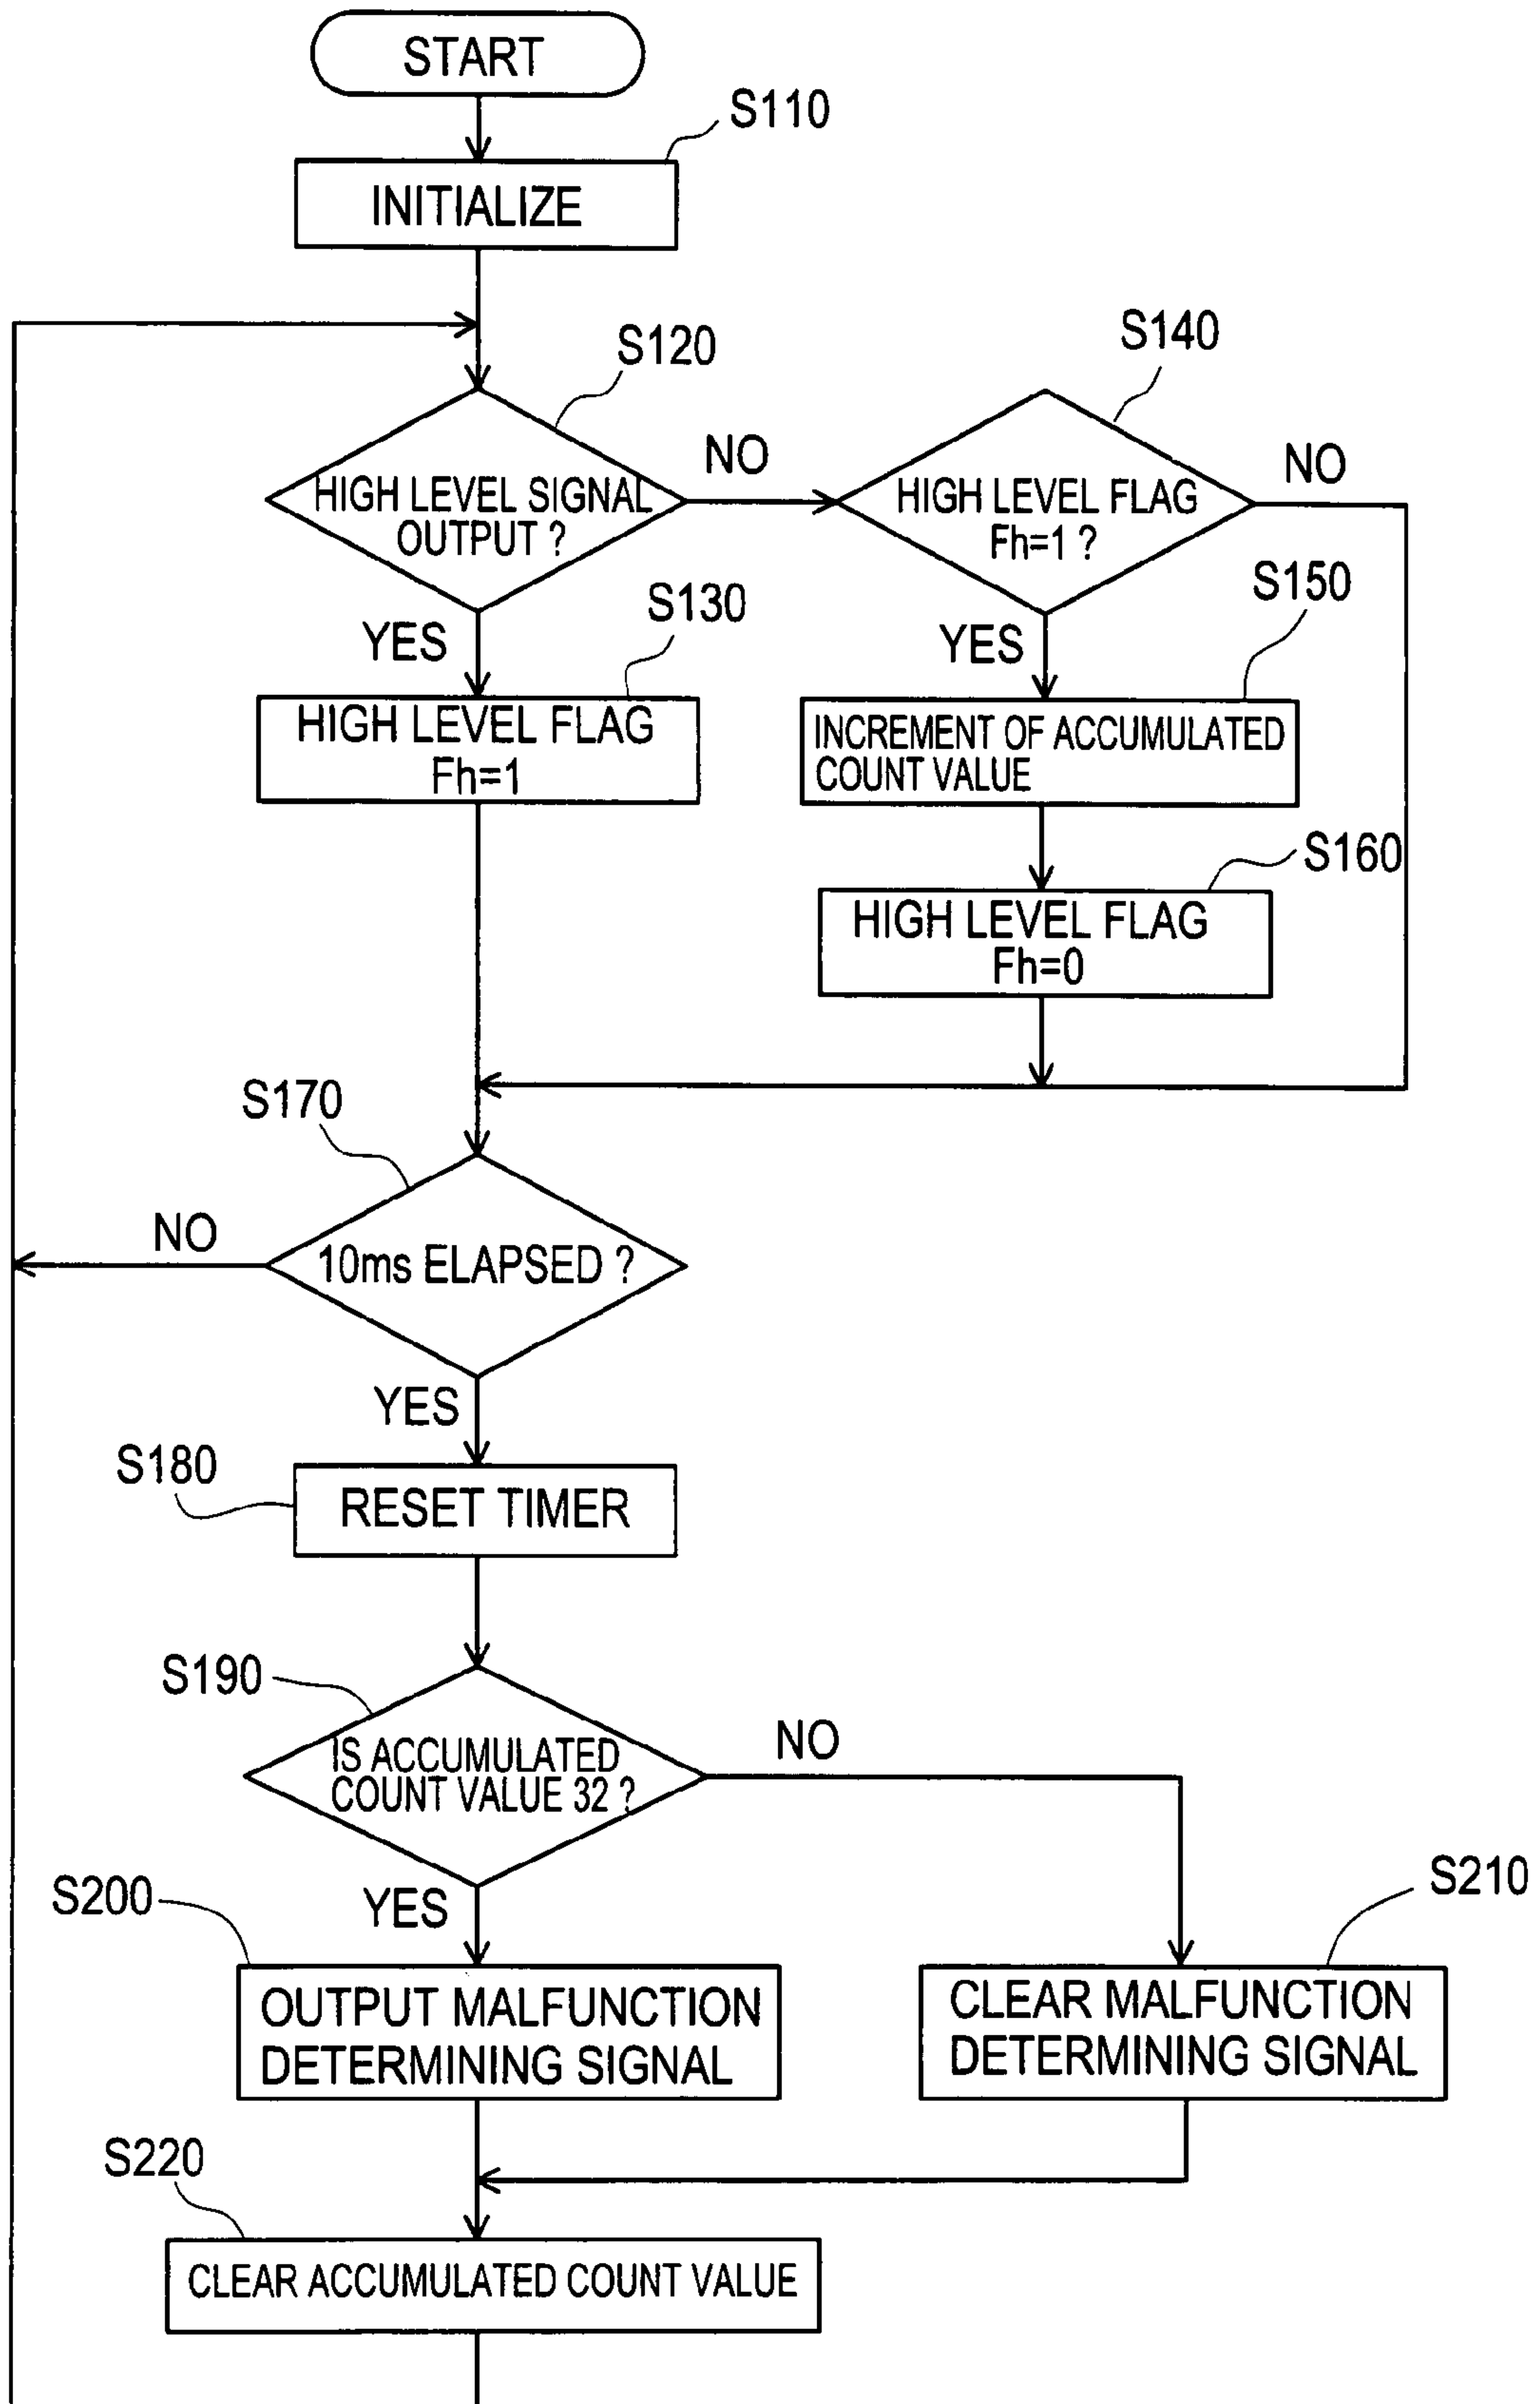 START
S110
INITIALIZE
S120
S140
HIGH LEVEL SIGNAL
OUTPUT ?
NO
HIGH LEVEL FLAG
Fh=1 ?
NO
YES
S130
YES
S150
HIGH LEVEL FLAG
Fh=1
INCREMENT OF ACCUMULATED
COUNT VALUE
S160
HIGH LEVEL FLAG
Fh=0
S170
NO
10ms ELAPSED ?
YES
S180
RESET TIMER
S190
IS ACCUMULATED
COUNT VALUE 32 ?
NO
S200
YES
S210
OUTPUT MALFUNCTION
DETERMINING SIGNAL
CLEAR MALFUNCTION
DETERMINING SIGNAL
S220
CLEAR ACCUMULATED COUNT VALUE